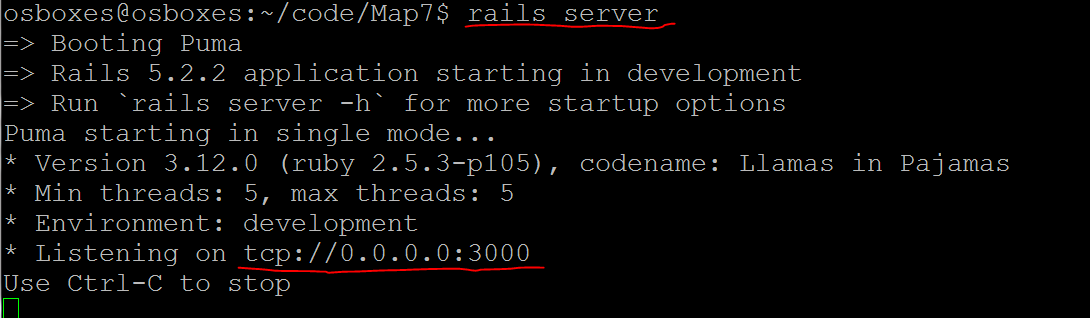 osboxes@osboxes:~/code/Map7$ rails server
=> Booting Puma
=> Rails 5.2.2 application starting in development
=> Run `rails server -h` for more startup options
Puma starting in single mode...
* Version 3.12.0 (ruby 2.5.3-p105), codename: Llamas in Pajamas
* Min threads: 5, max threads: 5
* Environment: development
* Listening on tcp://0.0.0.0:3000
Use Ctrl-C to stop